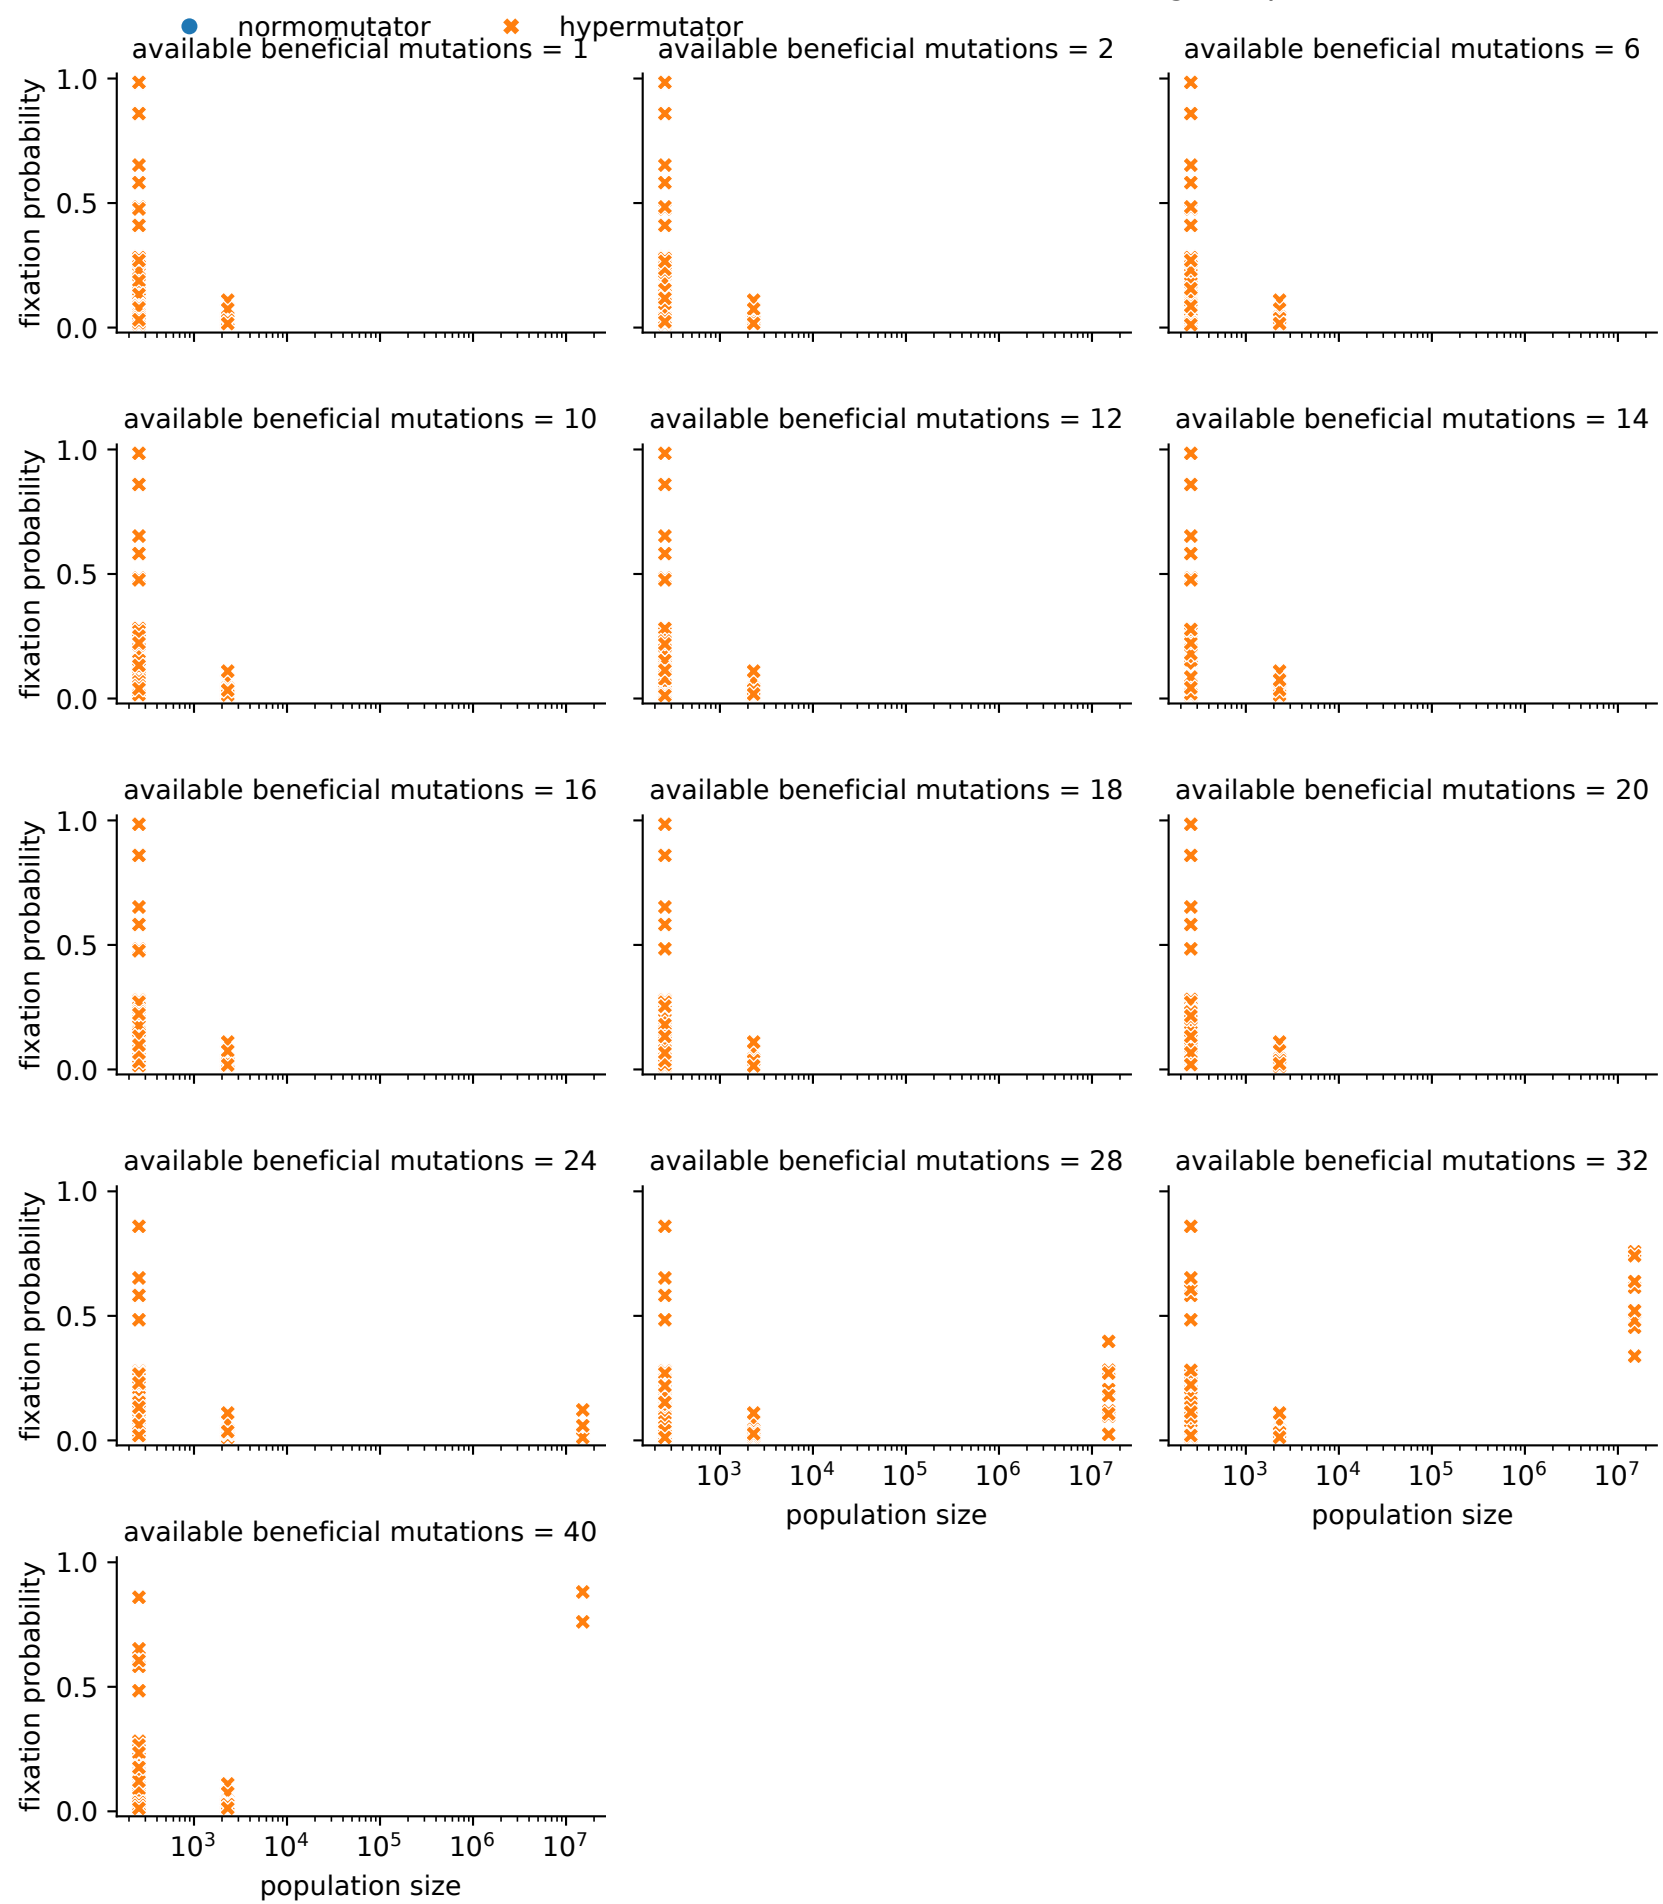 normomutator hypermutator
available beneficial mutations = 1 available beneficial mutations = 2 available beneficial mutations = 6
1.0
0.5
0.0
fixation probability
available beneficial mutations = 10 available beneficial mutations = 12 available beneficial mutations = 14
1.0
0.5
0.0
fixation probability
available beneficial mutations = 16 available beneficial mutations = 18 available beneficial mutations = 20
1.0
0.5
0.0
fixation probability
available beneficial mutations = 24 available beneficial mutations = 28 available beneficial mutations = 32
1.0
0.5
0.0
fixation probability
10³ 10⁴ 10⁵ 10⁶ 10⁷ 10³ 10⁴ 10⁵ 10⁶ 10⁷
population size population size
available beneficial mutations = 40
1.0
0.5
0.0
fixation probability
10³ 10⁴ 10⁵ 10⁶ 10⁷
population size